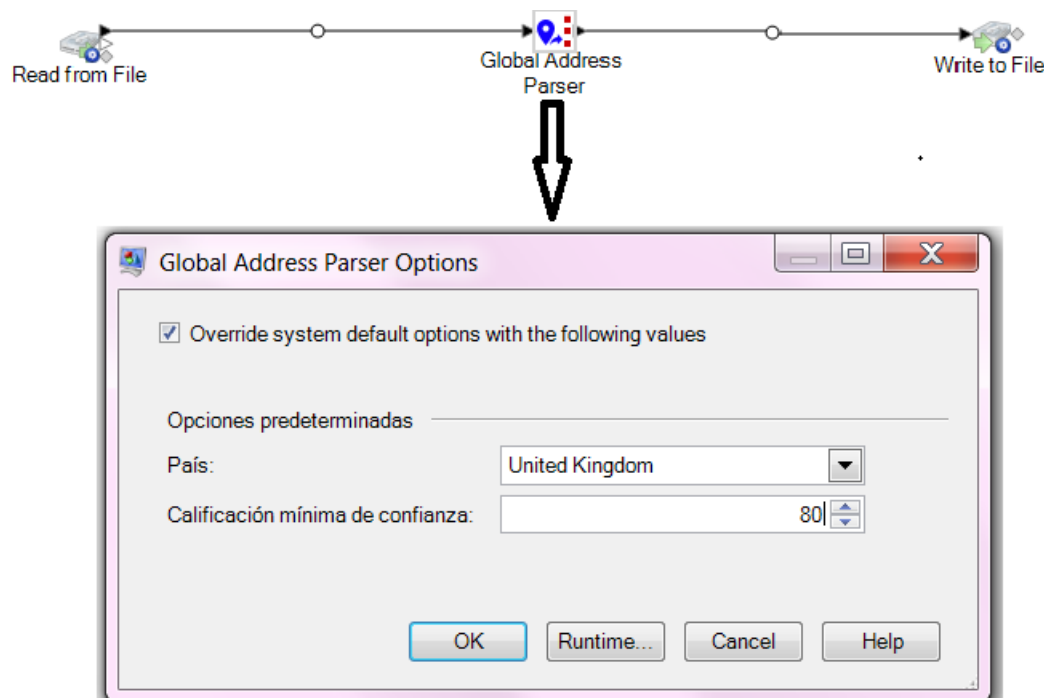 Read from File
Global Address
Parser
Write to File
Global Address Parser Options
Override system default options with the following values
Opciones predeterminadas
País:
United Kingdom
Calificación mínima de confianza:
80
OK
Runtime...
Cancel
Help